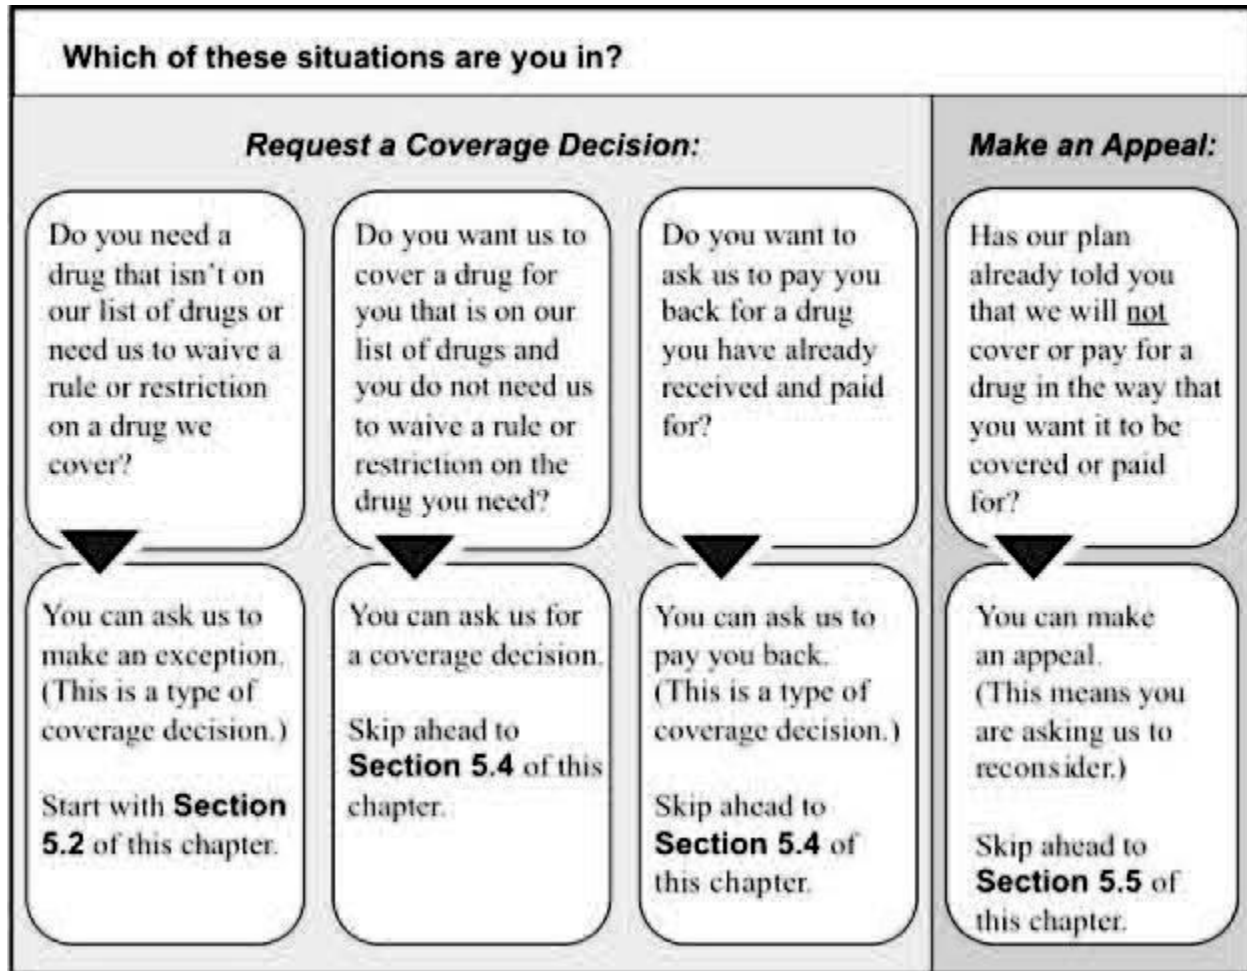 Which of these situations are you in?
Request a Coverage Decision:
Make an Appeal:
Do you need a
drug that isn't on
our list of drugs or
need us to waive a
rule or restriction
on a drug we
cover?
You can ask us to
make an exception.
(This is a type of
coverage decision.)
Start with Section
5.2 of this chapter.
Do you want us to
cover a drug for
you that is on our
list of drugs and
you do not need us
to waive a rule or
restriction on the
drug you need?
You can ask us for
a coverage decision.
Skip ahead to
Section 5.4 of this
chapter.
Do you want to
ask us to pay you
back for a drug
you have already
received and paid
for?
You can ask us to
pay you back.
(This is a type of
coverage decision.)
Skip ahead to
Section 5.4 of
this chapter.
Has our plan
already told you
that we will not
cover or pay for a
drug in the way that
you want it to be
covered or paid
for?
You can make
an appeal.
(This means you
are asking us to
reconsider.)
Skip ahead to
Section 5.5 of
this chapter.